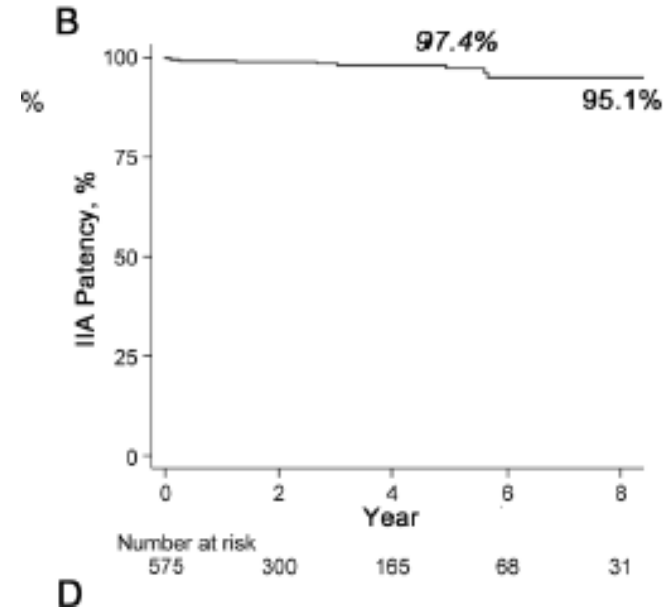 B
97.4%
100
%
95.1%
75
IIA Patency, %
50
25
0
0 2 4 6 8
Year
Number at risk
575 300 165 68 31
D